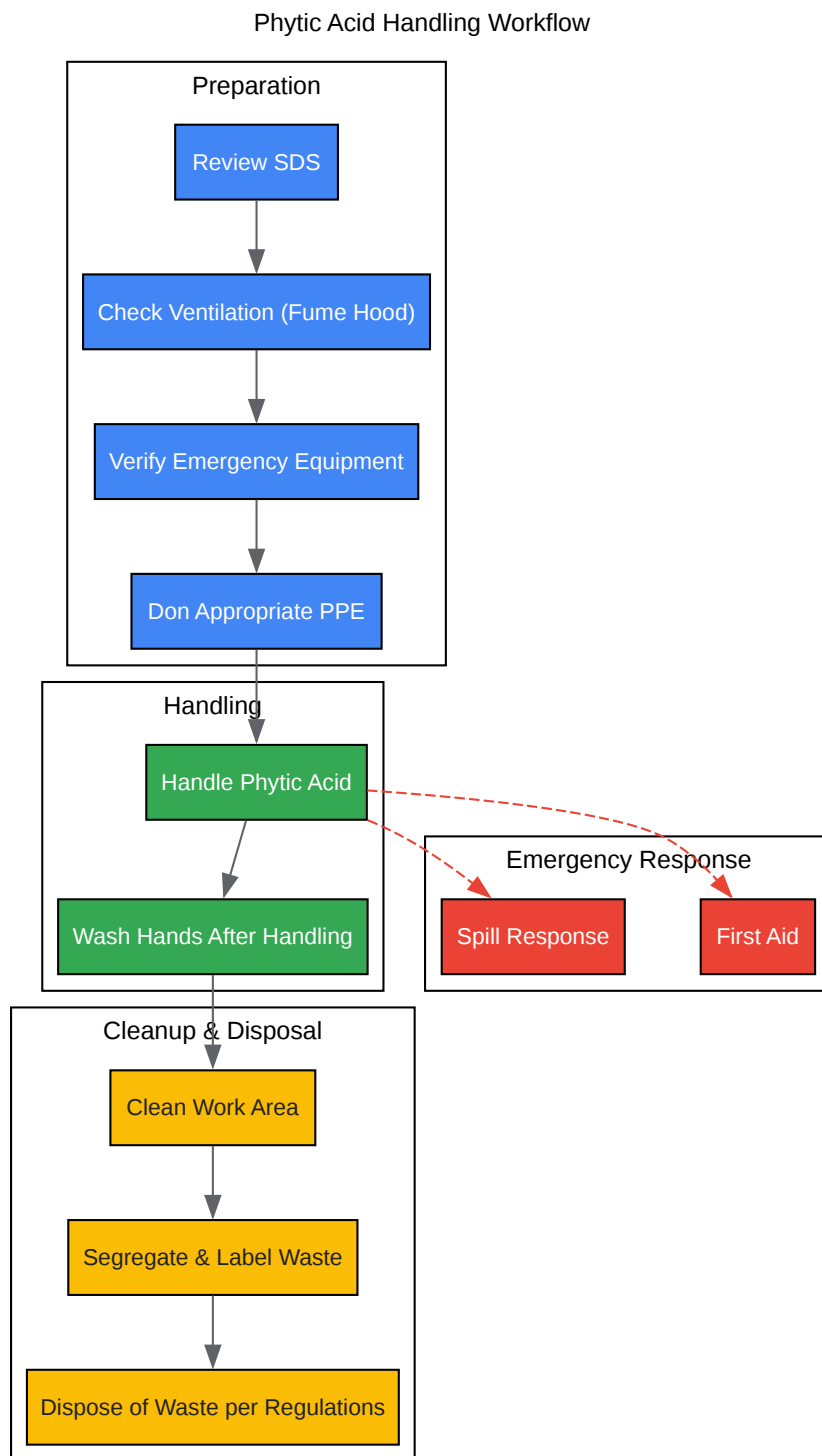 Phytic Acid Handling Workflow
Preparation
Review SDS
Check Ventilation (Fume Hood)
Verify Emergency Equipment
Don Appropriate PPE
Handling
Handle Phytic Acid
Emergency Response
Wash Hands After Handling
Spill Response
First Aid
Cleanup & Disposal
Clean Work Area
Segregate & Label Waste
Dispose of Waste per Regulations